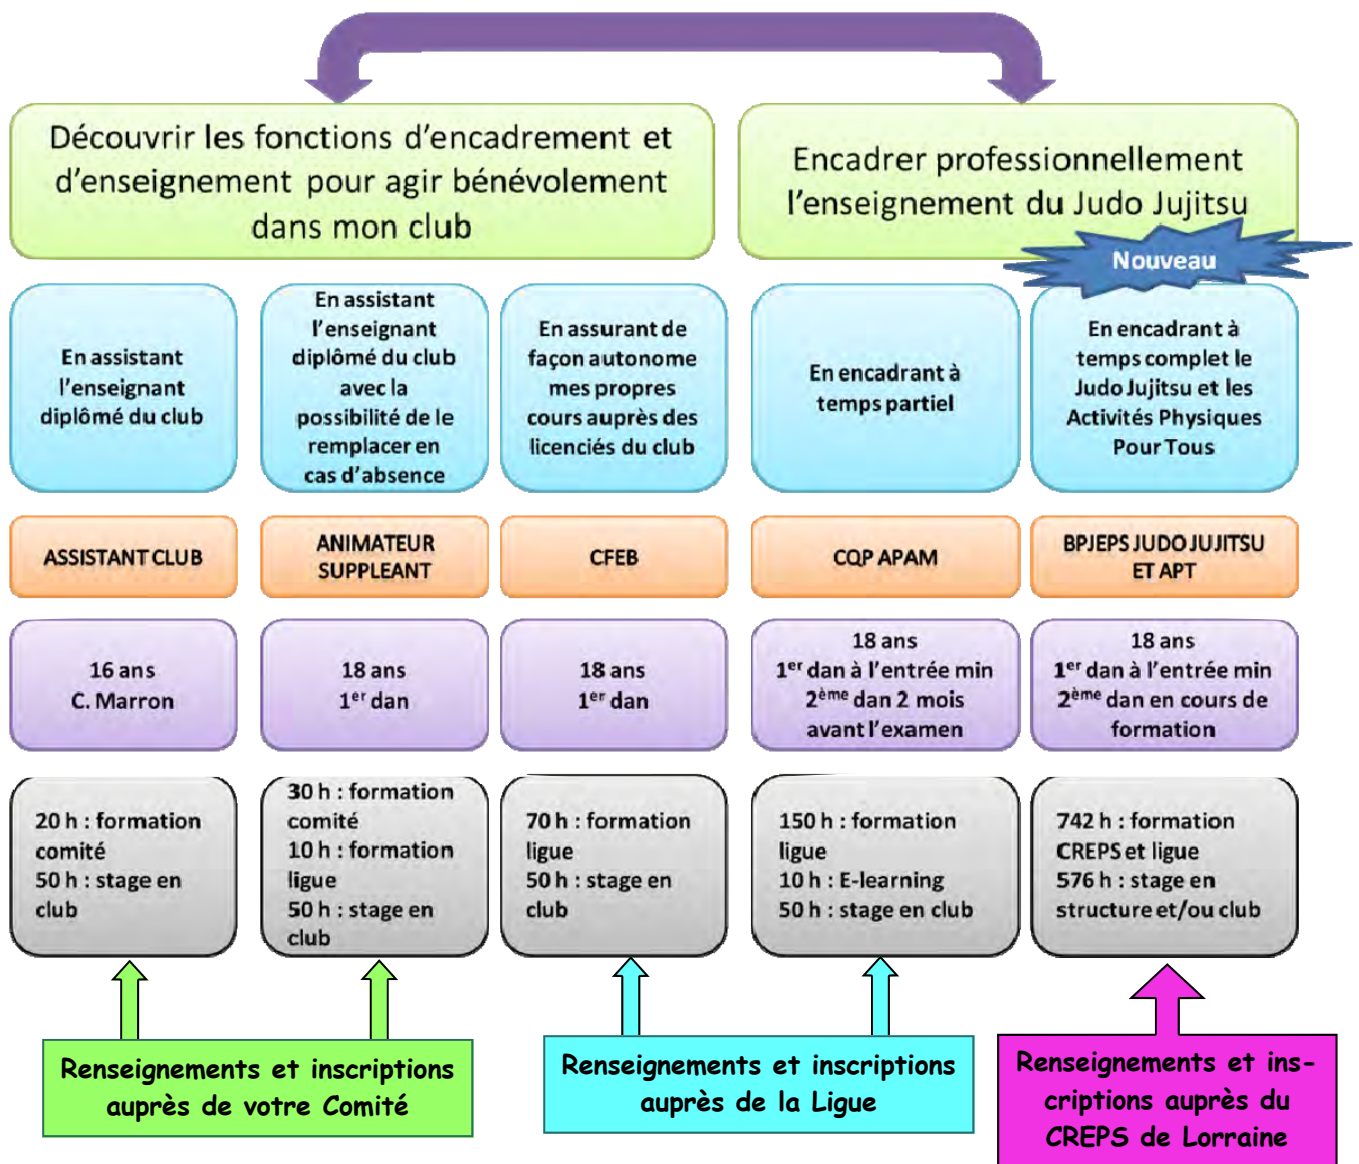 Découvrir les fonctions d'encadrement et
d'enseignement pour agir bénévolement
dans mon club
Encadrer professionnellement
l'enseignement du Judo Jujitsu
Nouveau
En assistant
l'enseignant
diplômé du club
En assistant
l'enseignant
diplômé du club
avec la
possibilité de le
remplacer en
cas d'absence
En assurant de
façon autonome
mes propres
cours auprès des
licenciés du club
En encadrant à
temps partiel
En encadrant à
temps complet le
Judo Jujitsu et les
Activités Physiques
Pour Tous
ASSISTANT CLUB
ANIMATEUR
SUPPLEANT
CFEB
CQP APAM
BPJEPS JUDO JUJITSU
ET APT
16 ans
C. Marron
18 ans
1er dan
18 ans
1er dan
18 ans
1er dan à l'entrée min
2ème dan 2 mois
avant l'examen
18 ans
1er dan à l'entrée min
2ème dan en cours de
formation
20 h : formation
comité
50 h : stage en
club
30 h : formation
comité
10 h : formation
ligue
50 h : stage en
club
70 h : formation
ligue
50 h : stage en
club
150 h : formation
ligue
10 h : E-learning
50 h : stage en club
742 h : formation
CREPS et ligue
576 h : stage en
structure et/ou club
Renseignements et inscriptions
auprès de votre Comité
Renseignements et inscriptions
auprès de la Ligue
Renseignements et ins-
criptions auprès du
CREPS de Lorraine